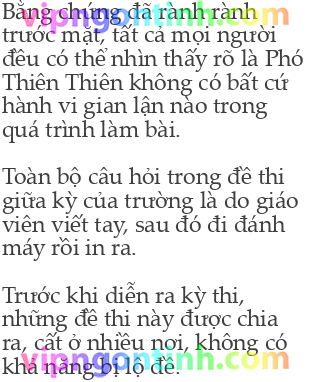 Bằng chứng đã rành rành
trước mặt, tất cả mọi người
đều có thể nhìn thấy rõ là Phó
Thiên Thiên không có bất cứ
hành vi gian lận nào trong
quá trình làm bài.

Toàn bộ câu hỏi trong đề thi
giữa kỳ của trường là do giáo
viên viết tay, sau đó đi đánh
máy rồi in ra.

Trước khi diễn ra kỳ thi,
những đề thi này được chia
ra, cất ở nhiều nơi, không có
khả năng bị lộ đề.
vipngontinh.com
vipngontinh.com